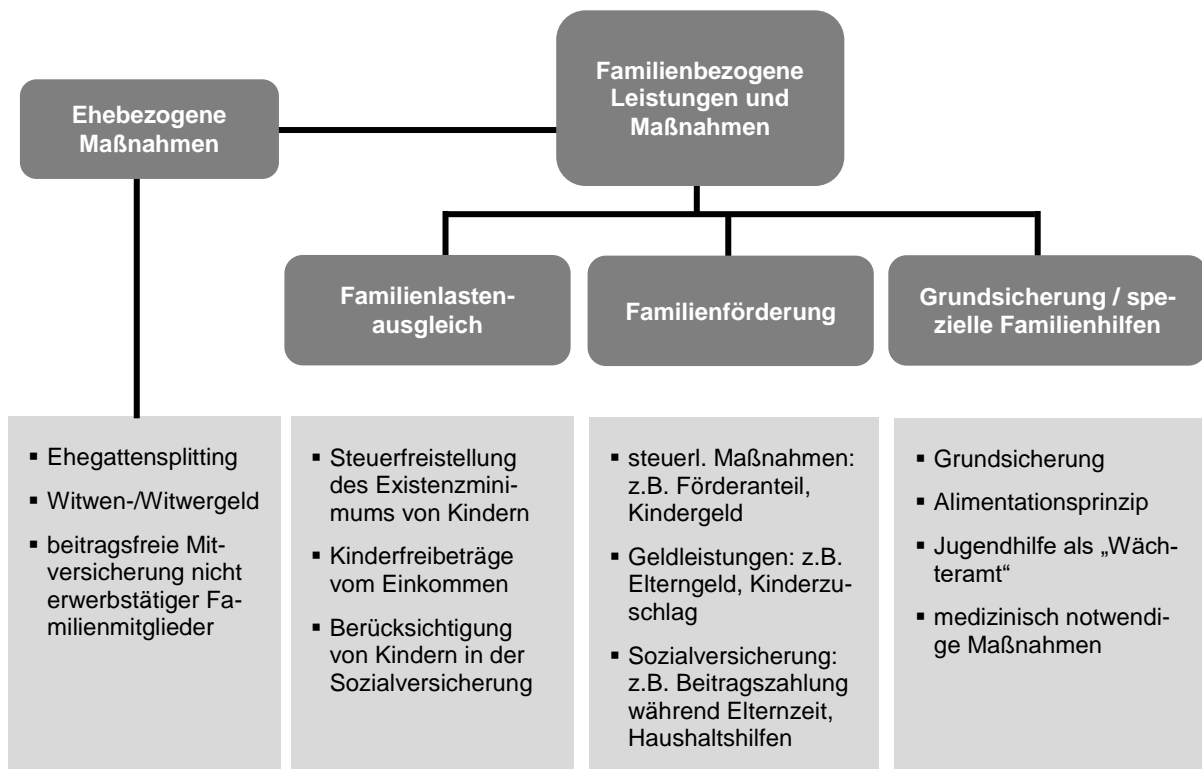 Familienbezogene
Leistungen und
Maßnahmen
Ehebezogene
Maßnahmen
Familienlasten-
ausgleich
Familienförderung
Grundsicherung / spe-
zielle Familienhilfen
▪ Ehegattensplitting
▪ Witwen-/Witwergeld
▪ beitragsfreie Mit-
versicherung nicht
erwerbstätiger Fa-
milienmitglieder
▪ Steuerfreistellung
des Existenzmini-
mums von Kindern
▪ Kinderfreibeträge
vom Einkommen
▪ Berücksichtigung
von Kindern in der
Sozialversicherung
▪ steuerl. Maßnahmen:
z.B. Förderanteil,
Kindergeld
▪ Geldleistungen: z.B.
Elterngeld, Kinderzu-
schlag
▪ Sozialversicherung:
z.B. Beitragszahlung
während Elternzeit,
Haushaltshilfen
▪ Grundsicherung
▪ Alimentationsprinzip
▪ Jugendhilfe als „Wäch-
teramt“
▪ medizinisch notwendi-
ge Maßnahmen